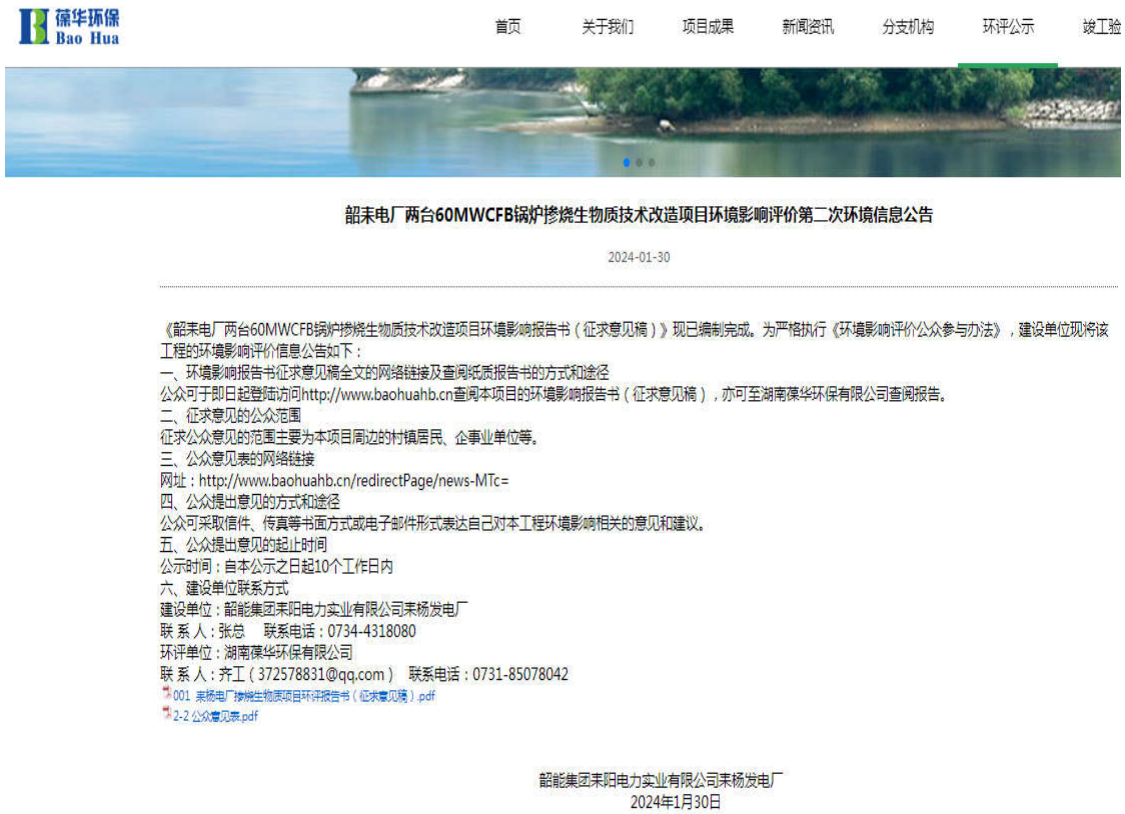 葆华环保
Bao Hua
首页 关于我们 项目成果 新闻资讯 分支机构 环评公示 竣工验
韶耒电厂两台60MWCFB锅炉掺烧生物质技术改造项目环境影响评价第二次环境信息公告
2024-01-30
《韶耒电厂两台60MWCFB锅炉掺烧生物质技术改造项目环境影响报告书（征求意见稿）》现已编制完成。为严格执行《环境影响评价公众参与办法》，建设单位现将该
工程的环境影响评价信息公告如下：
一、环境影响报告书征求意见稿全文的网络链接及查阅纸质报告书的方式和途径
公众可于即日起登陆访问http://www.baohuahb.cn查阅本项目的环境影响报告书（征求意见稿），亦可至湖南葆华环保有限公司查阅报告。
二、征求意见的公众范围
征求公众意见的范围主要为本项目周边的村镇居民、企事业单位等。
三、公众意见表的网络链接
网址：http://www.baohuahb.cn/redirectPage/news-MTc=
四、公众提出意见的方式和途径
公众可采取信件、传真等书面方式或电子邮件形式表达自己对本工程环境影响相关的意见和建议。
五、公众提出意见的起止时间
公示时间：自本公示之日起10个工作日内
六、建设单位联系方式
建设单位：韶能集团耒阳电力实业有限公司耒杨发电厂
联 系 人：张总 联系电话：0734-4318080
环评单位：湖南葆华环保有限公司
联 系 人：齐工（372578831@qq.com） 联系电话：0731-85078042
001 耒杨电厂掺烧生物质项目环评报告书（征求意见稿）.pdf
2-2 公众意见表.pdf
韶能集团耒阳电力实业有限公司耒杨发电厂
2024年1月30日